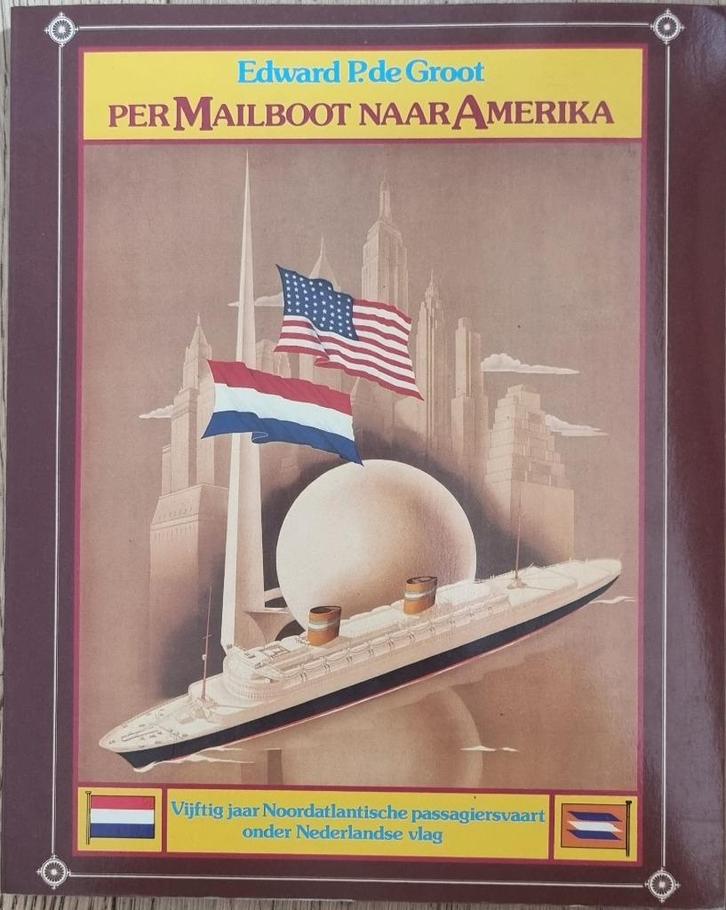 Edward P. de Groot
PER MAILBOOT NAAR AMERIKA
Vijftig jaar Noordatlantische passagiersvaart
onder Nederlandse vlag